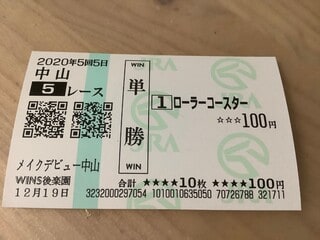 2020年5回5日
中山
5レース
WIN
単勝
WIN
1 ローラーコースター
☆☆☆100円
メイクデビュー中山
WINS後楽園
12月19日
合計 ★★★★10枚 ★★★★100円
3232000297054 1010010635050 70726788 321711
JRA